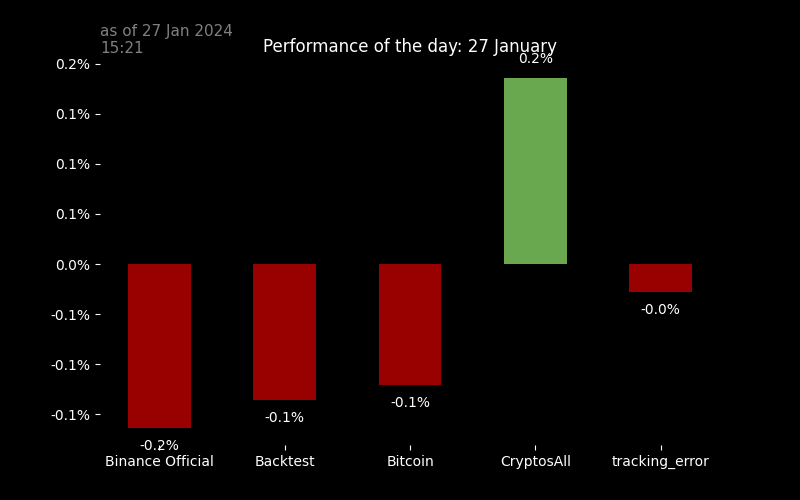 as of 27 Jan 2024
15:21
Performance of the day: 27 January
0.2%
0.2%
0.1%
0.1%
0.1%
0.0%
-0.1%
-0.0%
-0.1%
-0.1%
-0.1%
-0.1%
-0.2%
Binance Official
Backtest
Bitcoin
CryptosAll
tracking_error